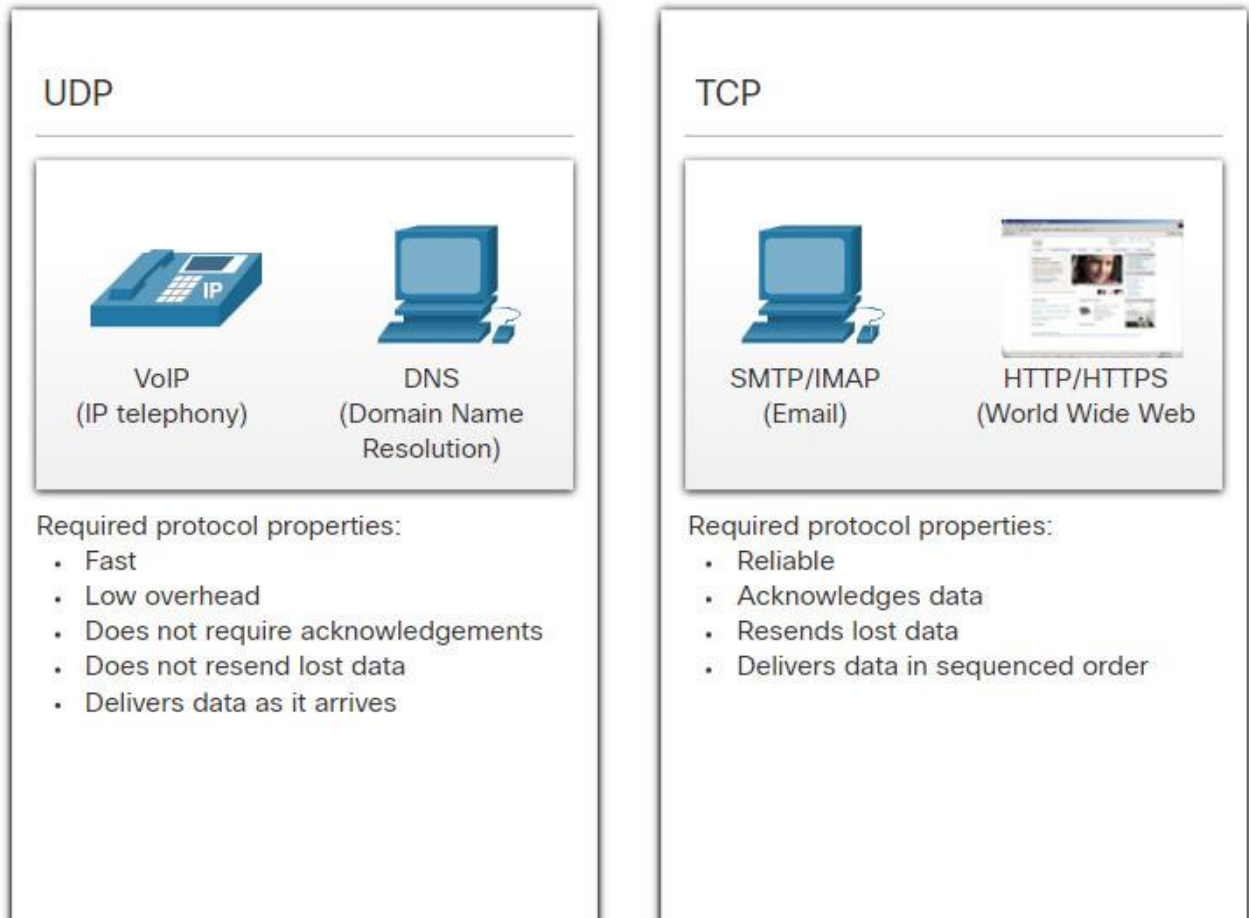 UDP
IP
VoIP
(IP telephony)
DNS
(Domain Name
Resolution)
Required protocol properties:
• Fast
• Low overhead
• Does not require acknowledgements
• Does not resend lost data
• Delivers data as it arrives
TCP
SMTP/IMAP
(Email)
HTTP/HTTPS
(World Wide Web
Required protocol properties:
• Reliable
• Acknowledges data
• Resends lost data
• Delivers data in sequenced order